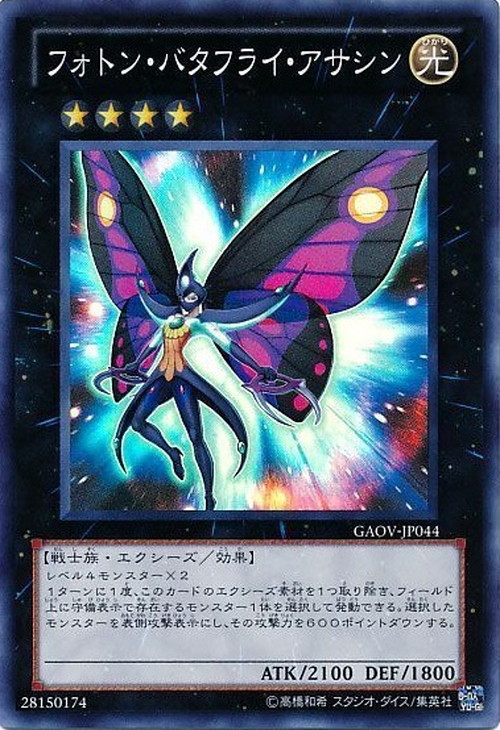 フォトン・バタフライ・アサシン
光
GAOV-JP044
【戦士族・エクシーズ/効果】
レベル4モンスター×2
1ターンに1度、このカードのエクシーズ素材を1つ取り除き、フィールド
上に守備表示で存在するモンスター1体を選択して発動できる。選択した
モンスターを表側攻撃表示にし、その攻撃力を600ポイントダウンする。
ATK/2100 DEF/1800
28150174
©高橋和希 スタジオ・ダイス/集英社